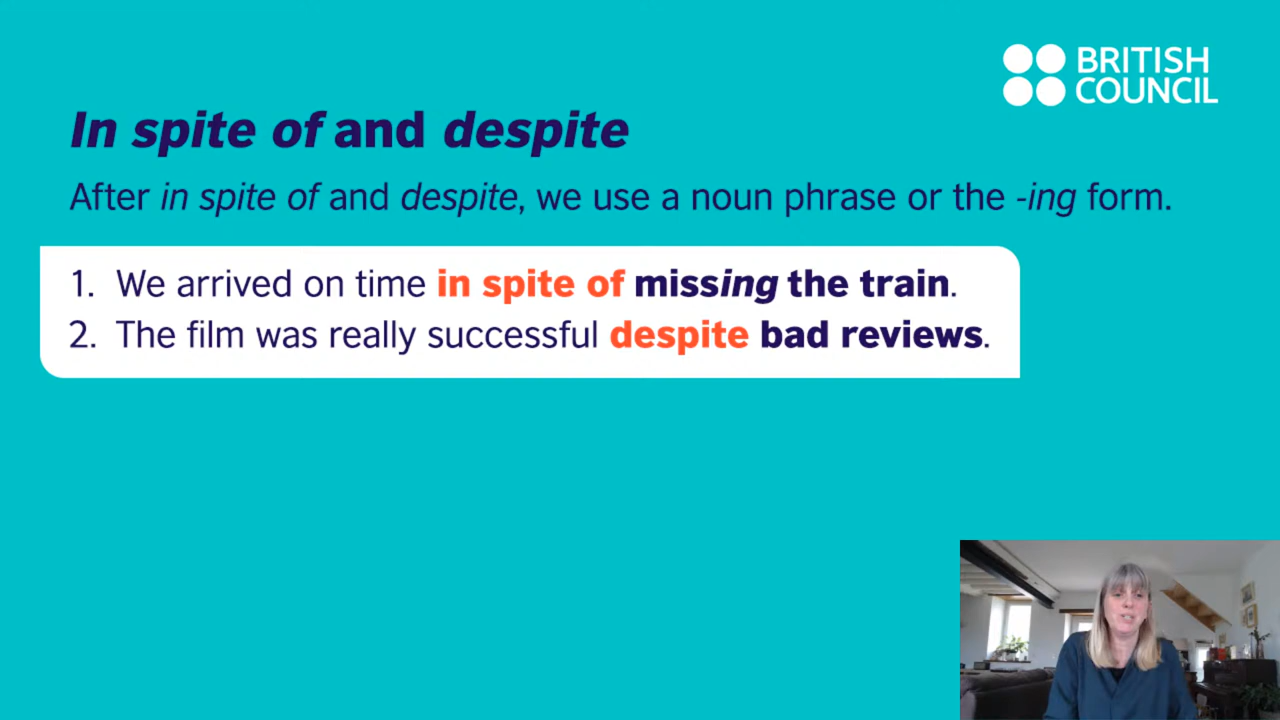 BRITISH
COUNCIL
In spite of and despite
After in spite of and despite, we use a noun phrase or the -ing form.
1. We arrived on time in spite of missing the train.
2. The film was really successful despite bad reviews.